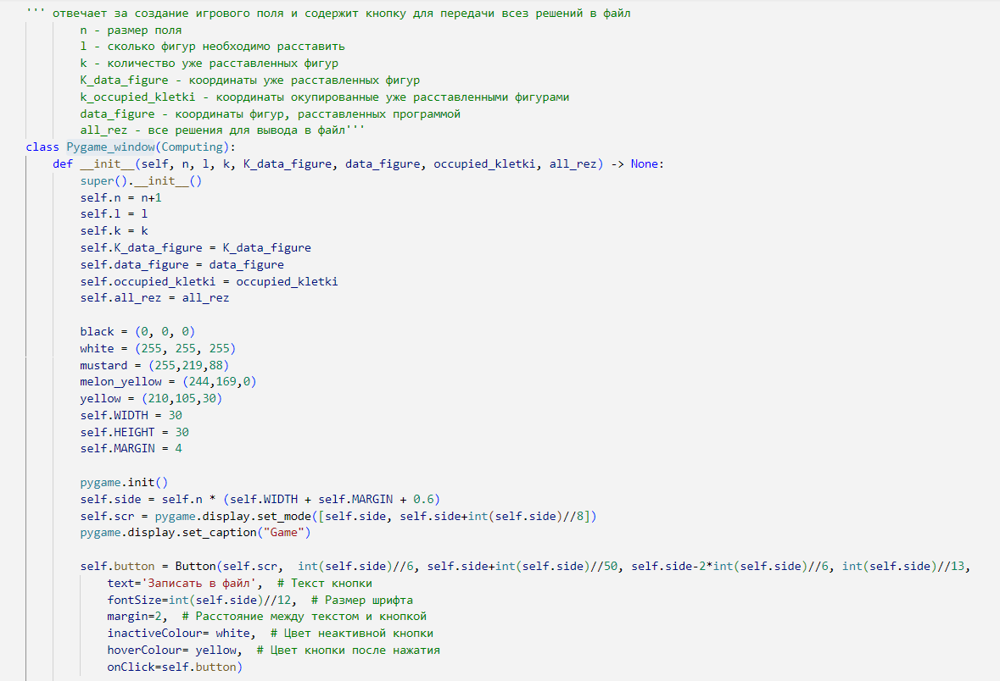 ''' отвечает за создание игрового поля и содержит кнопку для передачи всез решений в файл
n - размер поля
l - сколько фигур необходимо расставить
k - количество уже расставленных фигур
K_data_figure - координаты уже расставленных фигур
k_occupied_kletki - координаты окупированные уже расставленными фигурами
data_figure - координаты фигур, расставленных программой
all_rez - все решения для вывода в файл'''
class Pygame_window(Computing):
def __init__(self, n, l, k, K_data_figure, data_figure, occupied_kletki, all_rez) -> None:
super().__init__()
self.n = n+1
self.l = l
self.k = k
self.K_data_figure = K_data_figure
self.data_figure = data_figure
self.occupied_kletki = occupied_kletki
self.all_rez = all_rez
black = (0, 0, 0)
white = (255, 255, 255)
mustard = (255,219,88)
melon_yellow = (244,169,0)
yellow = (210,105,30)
self.WIDTH = 30
self.HEIGHT = 30
self.MARGIN = 4
pygame.init()
self.side = self.n * (self.WIDTH + self.MARGIN + 0.6)
self.scr = pygame.display.set_mode([self.side, self.side+int(self.side)//8])
pygame.display.set_caption("Game")
self.button = Button(self.scr,  int(self.side)//6, self.side+int(self.side)//50, self.side-2*int(self.side)//6, int(self.side)//13,
text='Записать в файл',  # Текст кнопки
fontSize=int(self.side)//12,  # Размер шрифта
margin=2,  # Расстояние между текстом и кнопкой
inactiveColour= white,  # Цвет неактивной кнопки
hoverColour= yellow,  # Цвет кнопки после нажатия
onClick=self.button)